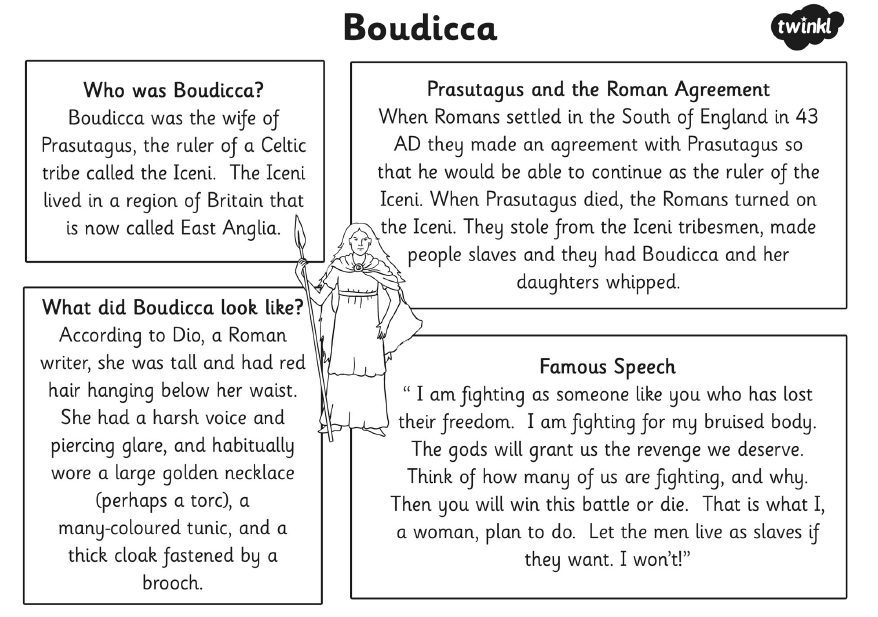 Boudicca
twinkl
Who was Boudicca?
Boudicca was the wife of
Prasutagus, the ruler of a Celtic
tribe called the Iceni.  The Iceni
lived in a region of Britain that
is now called East Anglia.
Prasutagus and the Roman Agreement
When Romans settled in the South of England in 43
AD they made an agreement with Prasutagus so
that he would be able to continue as the ruler of the
Iceni. When Prasutagus died, the Romans turned on
the Iceni. They stole from the Iceni tribesmen, made
people slaves and they had Boudicca and her
daughters whipped.
What did Boudicca look like?
According to Dio, a Roman
writer, she was tall and had red
hair hanging below her waist.
She had a harsh voice and
piercing glare, and habitually
wore a large golden necklace
(perhaps a torc), a
many-coloured tunic, and a
thick cloak fastened by a
brooch.
Famous Speech
“ I am fighting as someone like you who has lost
their freedom.  I am fighting for my bruised body.
The gods will grant us the revenge we deserve.
Think of how many of us are fighting, and why.
Then you will win this battle or die.  That is what I,
a woman, plan to do.  Let the men live as slaves if
they want. I won’t!”